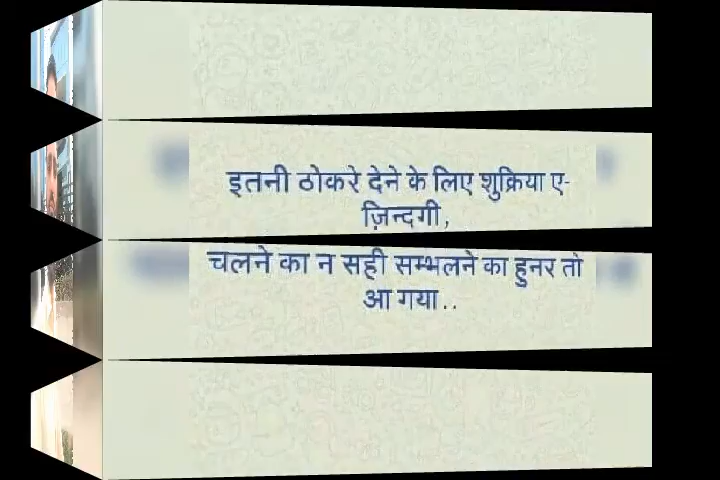 इतनी ठोकरे देने के लिए शुक्रिया ए-
ज़िन्दगी,
चलने का न सही सम्भलने का हुनर तो
आ गया..